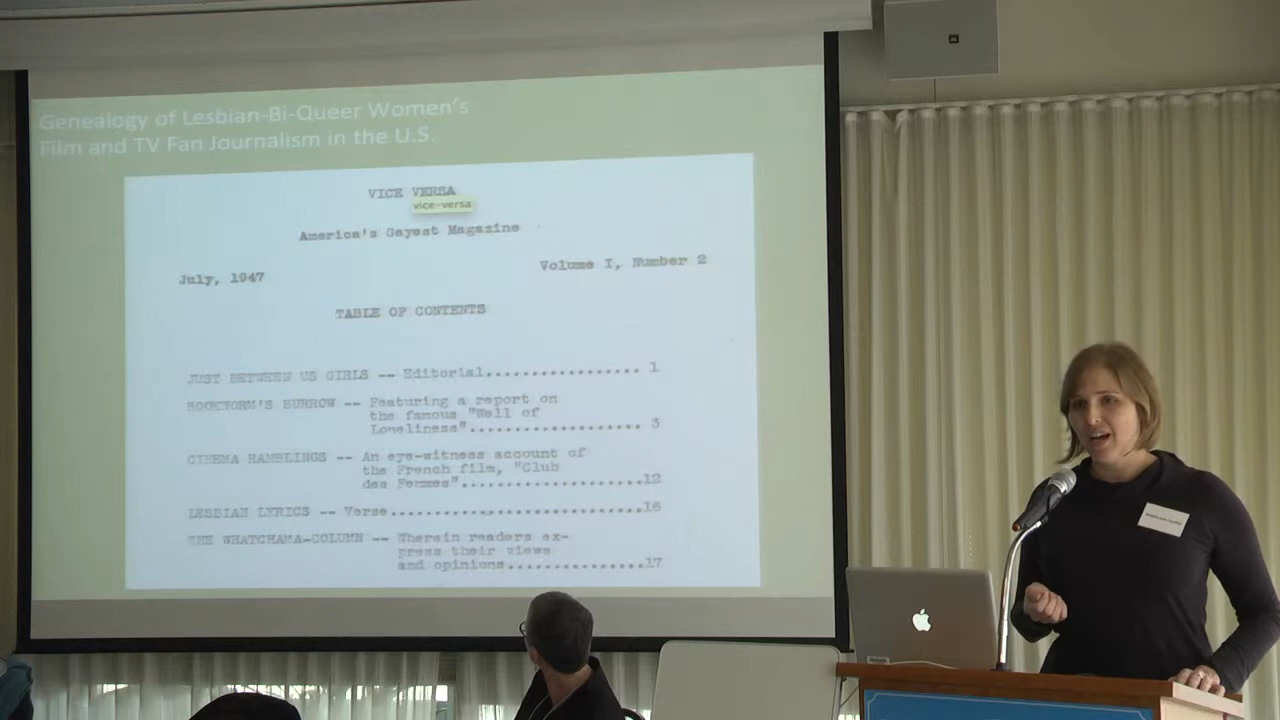 Genealogy of Lesbian-Bi-Queer Women's
Film and TV Fan Journalism in the U.S.
VICE VERSA
vice-versa
America's Gayest Magazine
July, 1947
Volume I, Number 2
TABLE OF CONTENTS
JUST BETWEEN US GIRLS -- Editorial................. 1
BOOKWORM'S BURROW -- Featuring a report on
the famous "Well of
Loneliness".................... 3
CINEMA RAMBLINGS -- An eye-witness account of
the French film, "Club
des Femmes".....................12
LESBIAN LYRICS -- Verse.............................16
THE WHATCHAMA-COLUMN -- Wherein readers ex-
press their views
and opinions................17